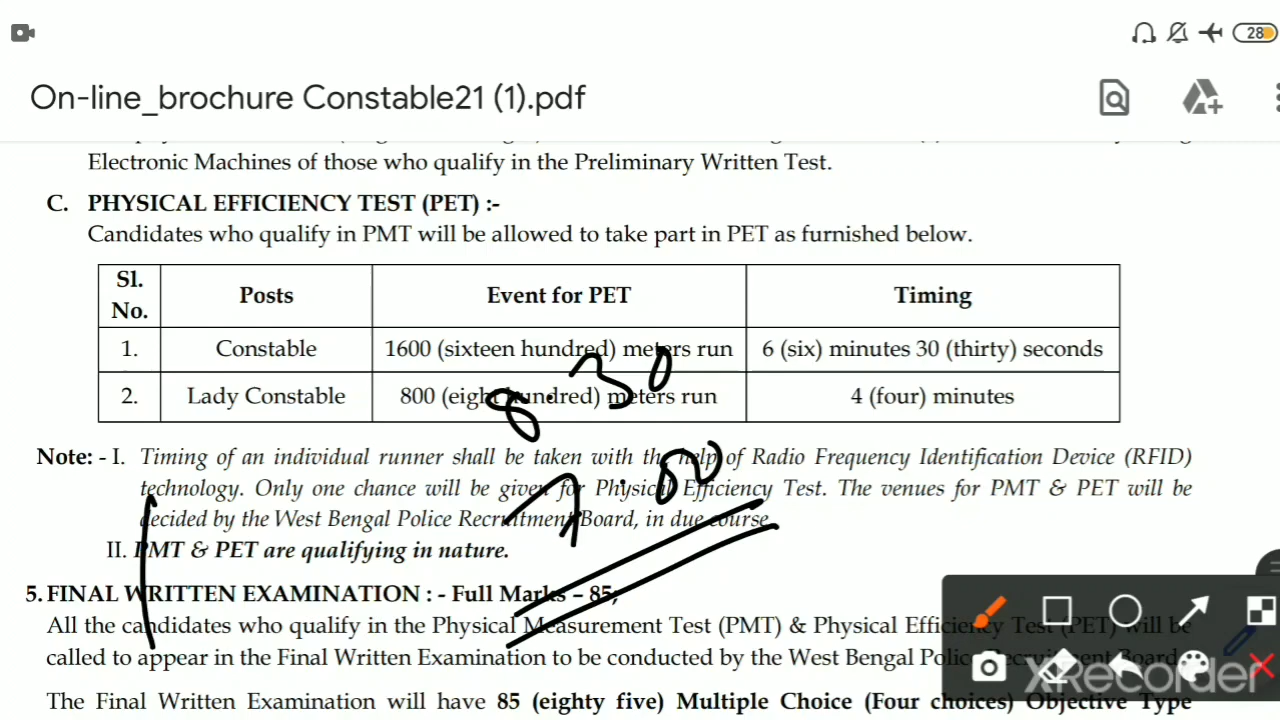 28
On-line_brochure Constable21 (1).pdf
Electronic Machines of those who qualify in the Preliminary Written Test.
C. PHYSICAL EFFICIENCY TEST (PET) :-
Candidates who qualify in PMT will be allowed to take part in PET as furnished below.
Sl. No. Posts Event for PET Timing
1. Constable 1600 (sixteen hundred) meters run 6 (six) minutes 30 (thirty) seconds
2. Lady Constable 800 (eight hundred) meters run 4 (four) minutes
8.30
Note: - I. Timing of an individual runner shall be taken with the help of Radio Frequency Identification Device (RFID)
technology. Only one chance will be given for Physical Efficiency Test. The venues for PMT & PET will be
decided by the West Bengal Police Recruitment Board, in due course.
II. PMT & PET are qualifying in nature.
5. FINAL WRITTEN EXAMINATION : - Full Marks – 85;
All the candidates who qualify in the Physical Measurement Test (PMT) & Physical Efficiency Test (PET) will be
called to appear in the Final Written Examination to be conducted by the West Bengal Police Recruitment Board.
The Final Written Examination will have 85 (eighty five) Multiple Choice (Four choices) Objective Type
XRecorder